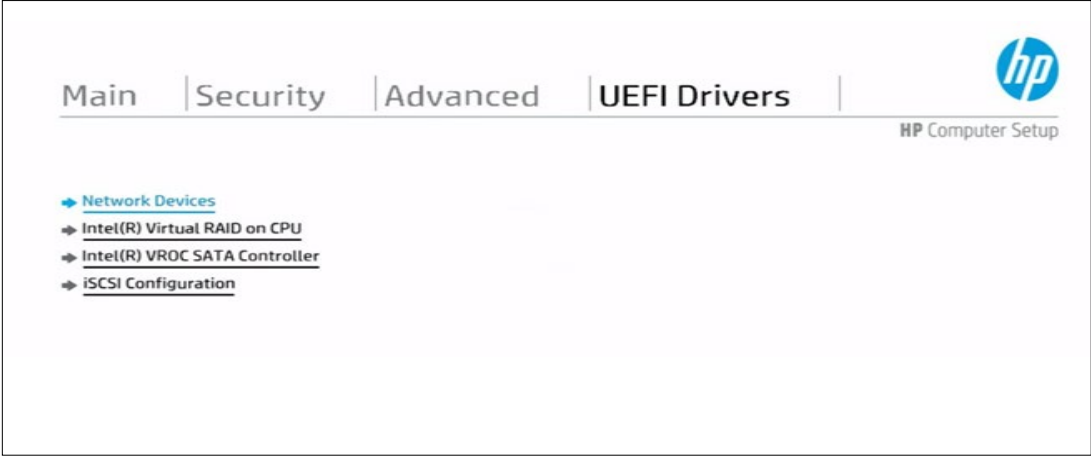 hp
Main Security Advanced UEFI Drivers
HP Computer Setup
Network Devices
Intel(R) Virtual RAID on CPU
Intel(R) VROC SATA Controller
iSCSI Configuration